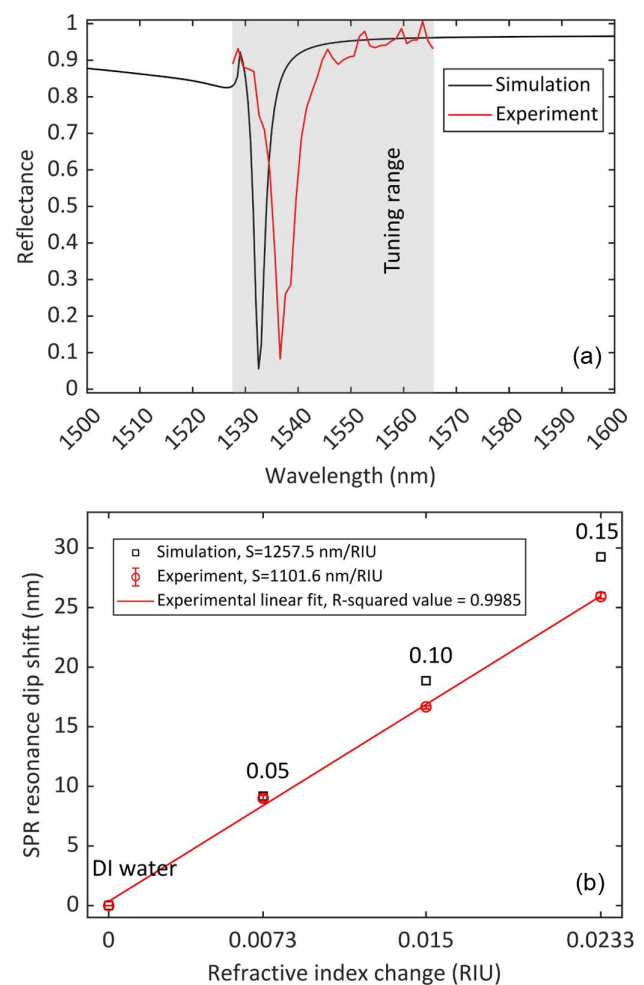 1
0.9
0.8
0.7
0.6
0.5
0.4
0.3
0.2
0.1
0
Reflectance
Simulation
Experiment
Tuning range
(a)
1500
1510
1520
1530
1540
1550
1560
1570
1580
1590
1600
Wavelength (nm)
30
25
20
15
10
5
0
SPR resonance dip shift (nm)
Simulation, S=1257.5 nm/RIU
Experiment, S=1101.6 nm/RIU
Experimental linear fit, R-squared value = 0.9985
0.15
0.10
0.05
DI water
(b)
0
0.0073
0.015
0.0233
Refractive index change (RIU)